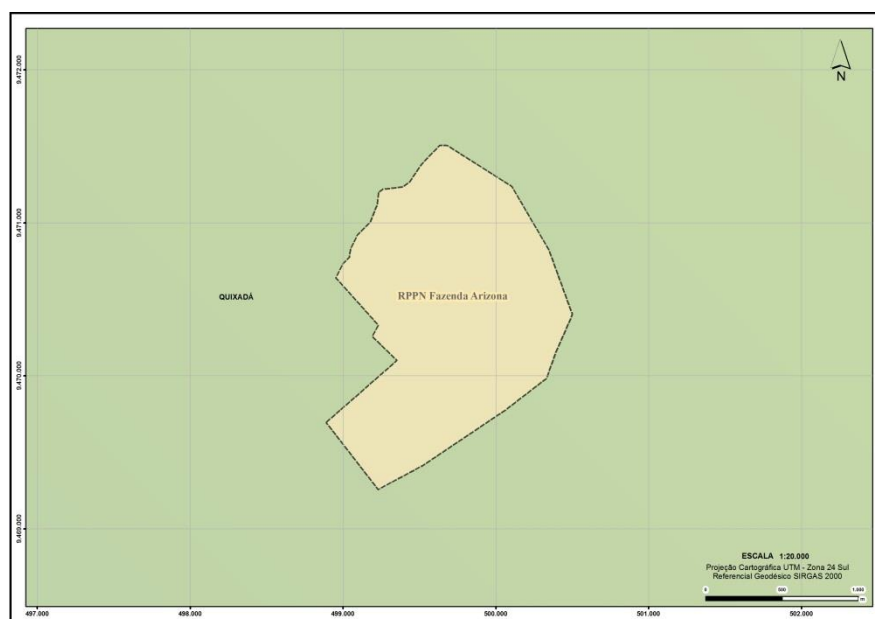 N
9.472.000
9.471.000
9.470.000
9.469.000
QUIXADÁ
RPPN Fazenda Arizona
ESCALA 1:20.000
Projeção Cartográfica UTM - Zona 24 Sul
Referencial Geodésico SIRGAS 2000
0 500 1.000
m
497.000 498.000 499.000 500.000 501.000 502.000